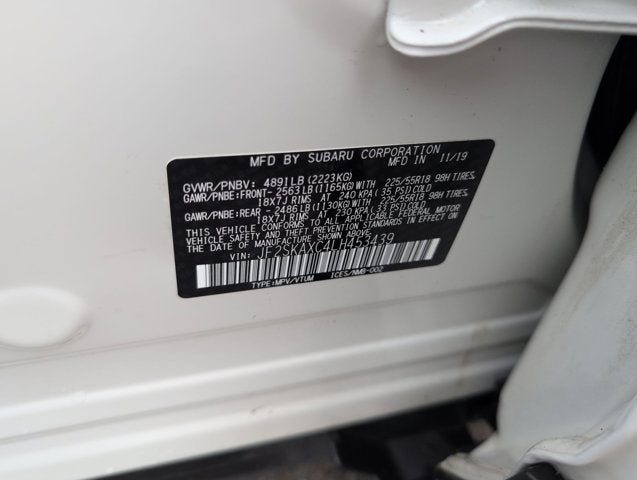 MFD BY SUBARU CORPORATION
MFD IN 11/19
GVWR/PNBV: 4891LB (2223KG)
GAWR/PNBE:FRONT- 2563LB(1165KG)WITH 225/55R18 98H TIRES,
18X7J RIMS AT 240 KPA( 35 PSI)COLD
GAWR/PNBE:REAR - 2486LB(1130KG)WITH 225/55R18 98H TIRES,
18X7J RIMS AT 230 KPA( 33 PSI)COLD
THIS VEHICLE CONFORMS TO ALL APPLICABLE FEDERAL MOTOR
VEHICLE SAFETY AND THEFT PREVENTION STANDARDS IN EFFECT ON
THE DATE OF MANUFACTURE SHOWN ABOVE.
VIN: JF2SKAXC4LH453439
TYPE:MPV/VTUM ICES/NMB-002